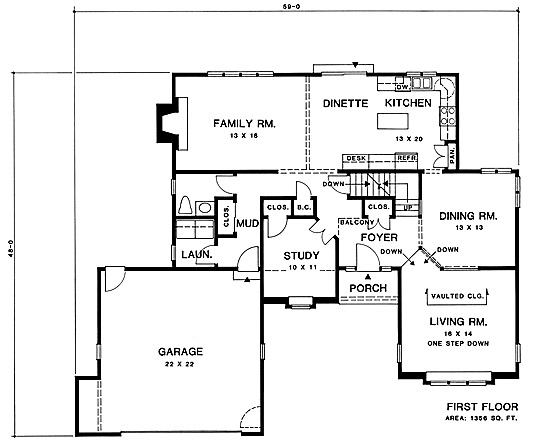 59-0
48-0
DW.
FAMILY RM.
13 X 16
DINETTE
KITCHEN
13 X 20
DESK
REFR.
PAN.
DOWN
UP
CLOS.
B.C.
CLOS.
CLOS.
MUD
BALCONY
FOYER
DINING RM.
13 X 13
LAUN.
STUDY
10 X 11
DOWN
DOWN
PORCH
VAULTED CLG.
LIVING RM.
16 X 14
ONE STEP DOWN
GARAGE
22 X 22
FIRST FLOOR
AREA: 1356 SQ. FT.